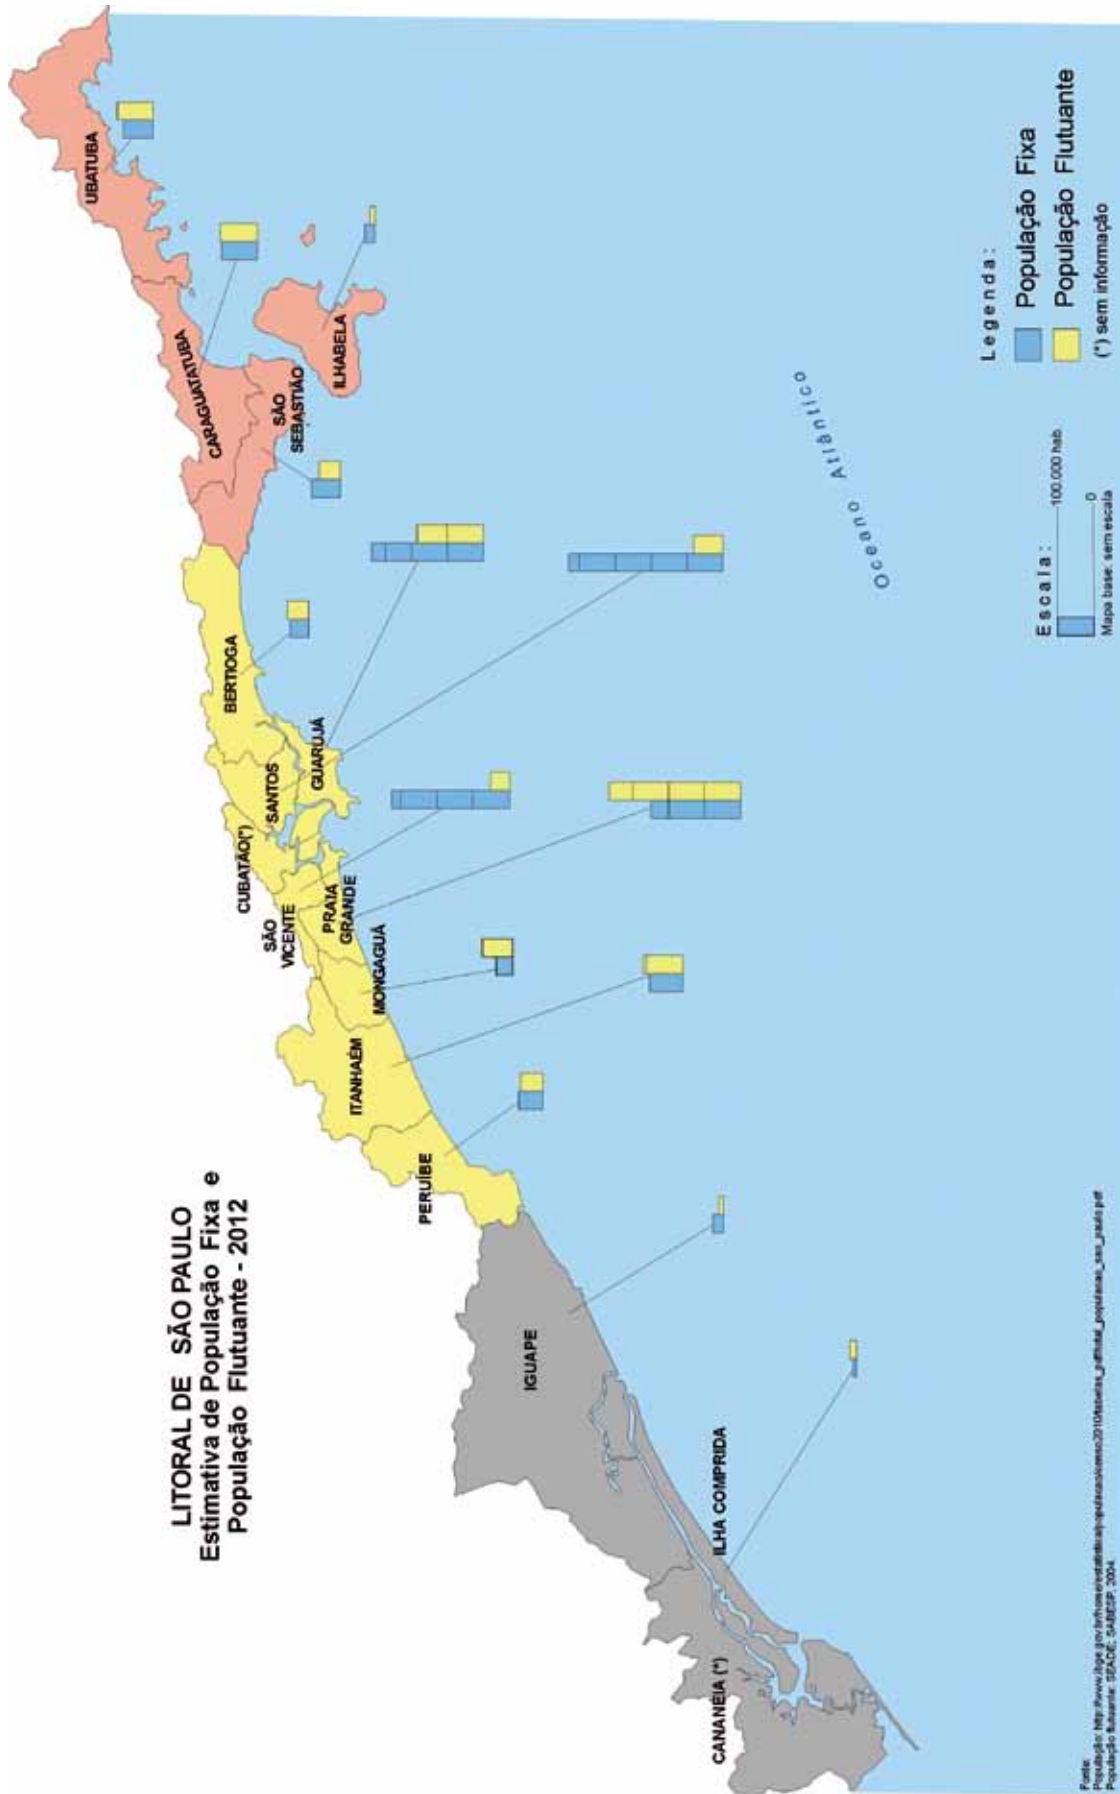 LITORAL DE SÃO PAULO
Estimativa de População Fixa e
População Flutuante - 2012
UBATUBA
CARAGUATATUBA
SÃO
SEBASTIÃO
ILHABELA
BERTIOGA
GUARUJÁ
SANTOS
CUBATÃO(*)
SÃO
VICENTE
PRAIA
GRANDE
MONGAGUÁ
ITANHAÉM
PERUÍBE
IGUAPE
ILHA COMPRIDA
CANANÉIA (*)
Oceano Atlântico
Escala:
100.000 hab
0
Mapa base: sem escala
Legenda:
População Fixa
População Flutuante
(*) sem informação
Fonte:
População flutuante: SEADE; SABESP, 2004.